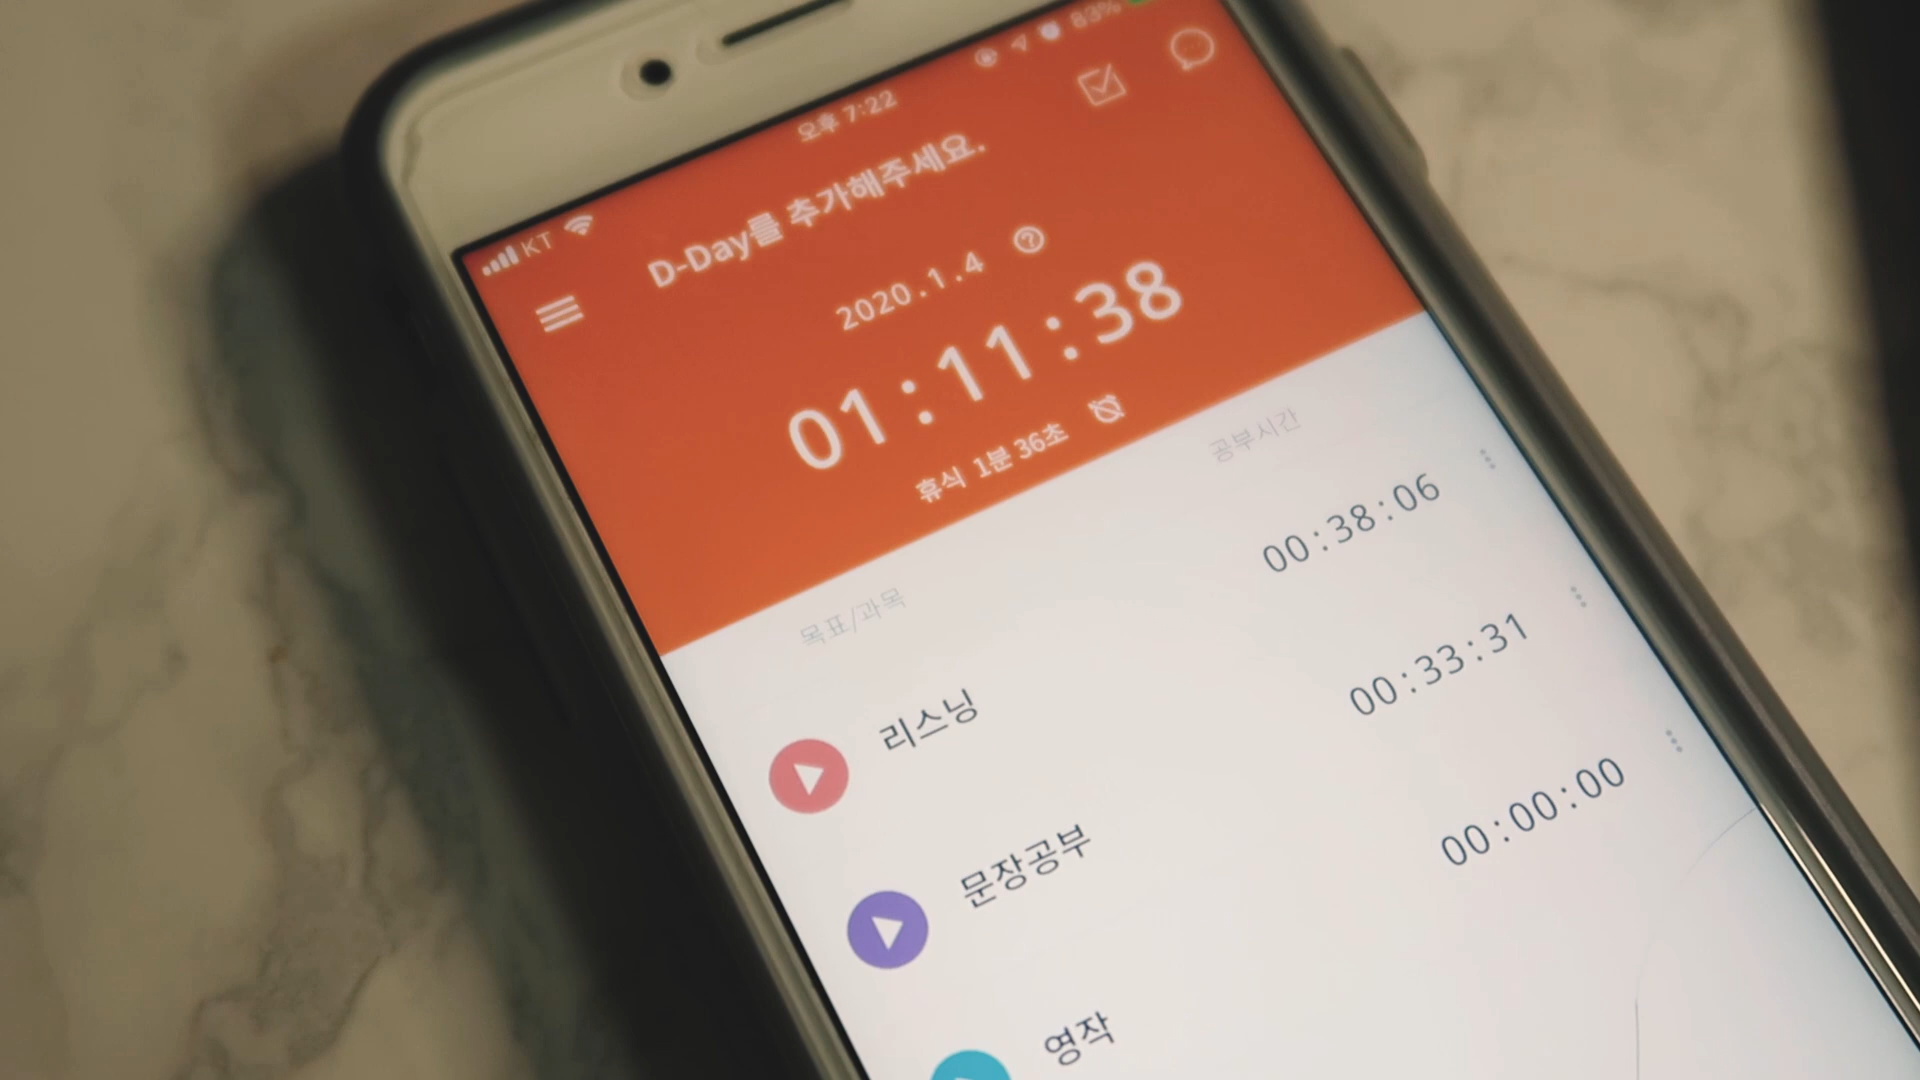 KT 오후 7:22 83%
D-Day를 추가해주세요.
2020.1.4
01:11:38
휴식 1분 36초
목표/과목 공부시간
리스닝 00:38:06
문장공부 00:33:31
영작 00:00:00